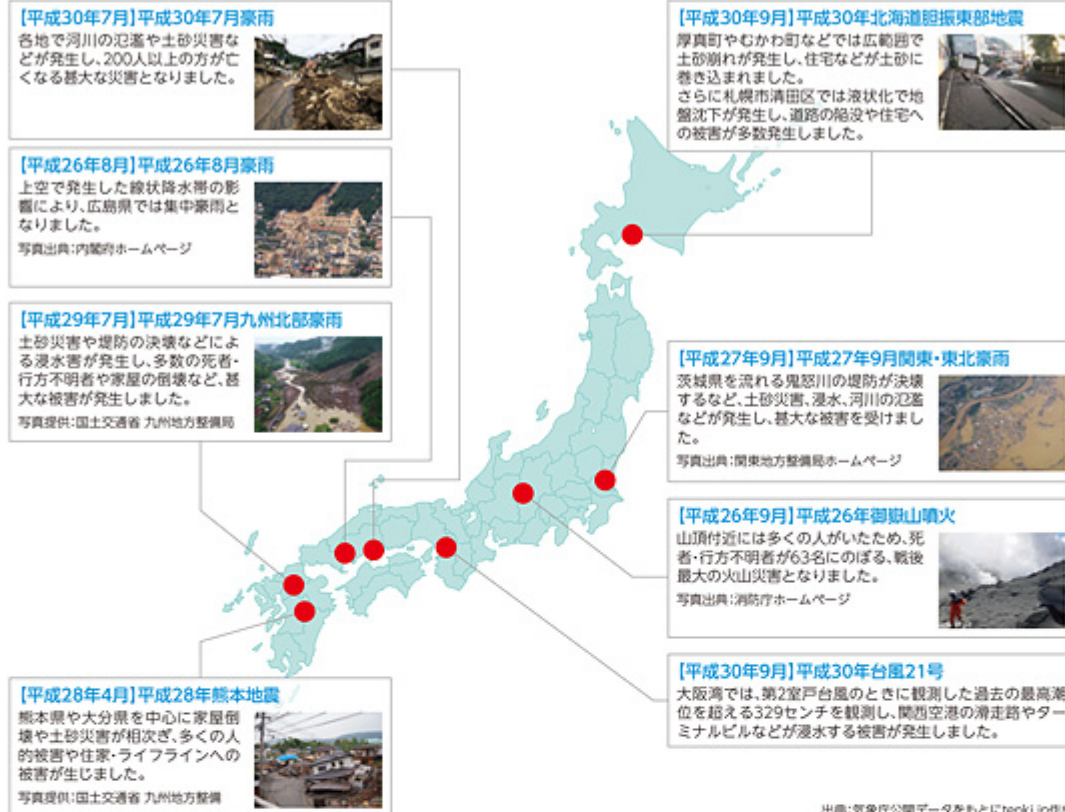 【平成30年7月】平成30年7月豪雨
各地で河川の氾濫や土砂災害な
どが発生し、200人以上の方が亡
くなる甚大な災害となりました。
【平成26年8月】平成26年8月豪雨
上空で発生した線状降水帯の影
響により、広島県では集中豪雨と
なりました。
写真出典:内閣府ホームページ
【平成29年7月】平成29年7月九州北部豪雨
土砂災害や堤防の決壊などによ
る浸水害が発生し、多数の死者・
行方不明者や家屋の倒壊など、甚
大な被害が発生しました。
写真提供:国土交通省 九州地方整備局
【平成28年4月】平成28年熊本地震
熊本県や大分県を中心に家屋倒
壊や土砂災害が相次ぎ、多くの人
的被害や住家・ライフラインへの
被害が生じました。
写真提供:国土交通省 九州地方整備
【平成30年9月】平成30年北海道胆振東部地震
厚真町やむかわ町などでは広範囲で
土砂崩れが発生し、住宅などが土砂に
巻き込まれました。
さらに札幌市清田区では液状化で地
盤沈下が発生し、道路の陥没や住宅へ
の被害が多数発生しました。
【平成27年9月】平成27年9月関東・東北豪雨
茨城県を流れる鬼怒川の堤防が決壊
するなど、土砂災害、浸水、河川の氾濫
などが発生し、甚大な被害を受けまし
た。
写真出典:関東地方整備局ホームページ
【平成26年9月】平成26年御嶽山噴火
山頂付近には多くの人がいたため、死
者・行方不明者が63名にのぼる、戦後
最大の火山災害となりました。
写真出典:消防庁ホームページ
【平成30年9月】平成30年台風21号
大阪湾では、第2室戸台風のときに観測した過去の最高潮
位を超える329センチを観測し、関西空港の滑走路やター
ミナルビルなどが浸水する被害が発生しました。
出典:気象庁公開データをもとにtenki.jp